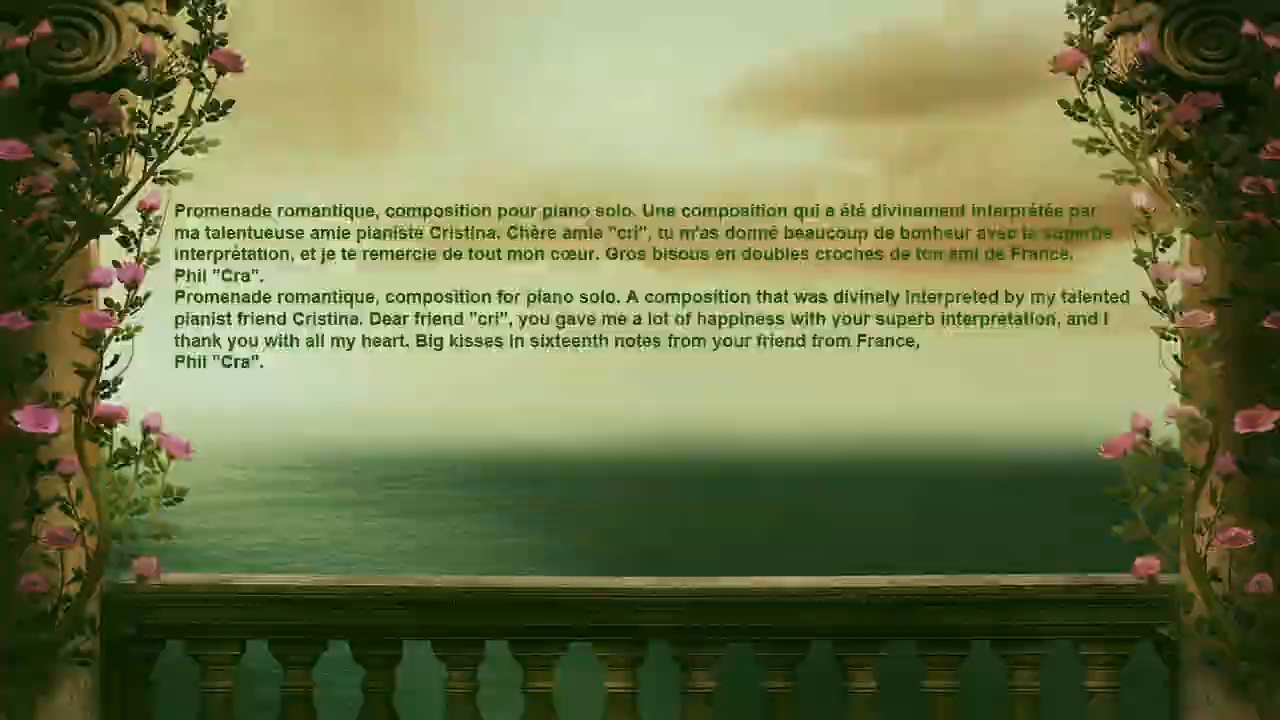 Promenade romantique, composition pour piano solo. Une composition qui a été divinement interprétée par
ma talentueuse amie pianiste Cristina. Chère amie "cri", tu m'as donné beaucoup de bonheur avec ta superbe
interprétation, et je te remercie de tout mon cœur. Gros bisous en doubles croches de ton ami de France.
Phil "Cra".
Promenade romantique, composition for piano solo. A composition that was divinely interpreted by my talented
pianist friend Cristina. Dear friend "cri", you gave me a lot of happiness with your superb interpretation, and I
thank you with all my heart. Big kisses in sixteenth notes from your friend from France,
Phil "Cra".